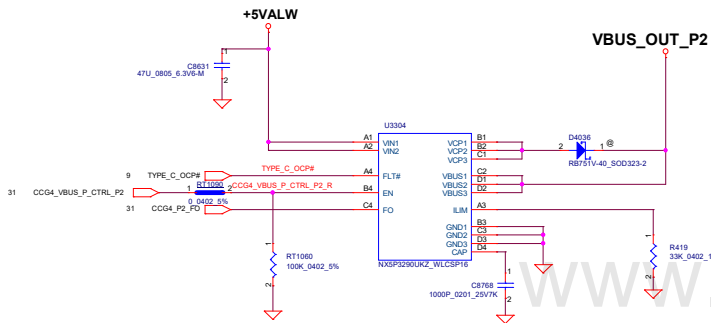 +5VALW
VBUS_OUT_P2
1
C8631
47U_0805_6.3V6-M
2
U3304
A1 VIN1 VCP1 B1
A2 VIN2 VCP2 B2
VCP3 C1
2 D4036 1 @
RB751V-40_SOD323-2
9 TYPE_C_OCP# TYPE_C_OCP# A4 FLT# VBUS1 C2
VBUS2 D1
31 CCG4_VBUS_P_CTRL_P2 1 RT1090 2 CCG4_VBUS_P_CTRL_P2_R B4 EN VBUS3 D2
0_0402_5%
31 CCG4_P2_FO C4 FO ILIM A3
GND1 B3
GND2 C3
GND3 D3
CAP D4
NX5P3290UKZ_WLCSP16
1
RT1060
100K_0402_5%
2
1
C8768
1000P_0201_25V7K
2
1
R419
33K_0402_1
2
www.